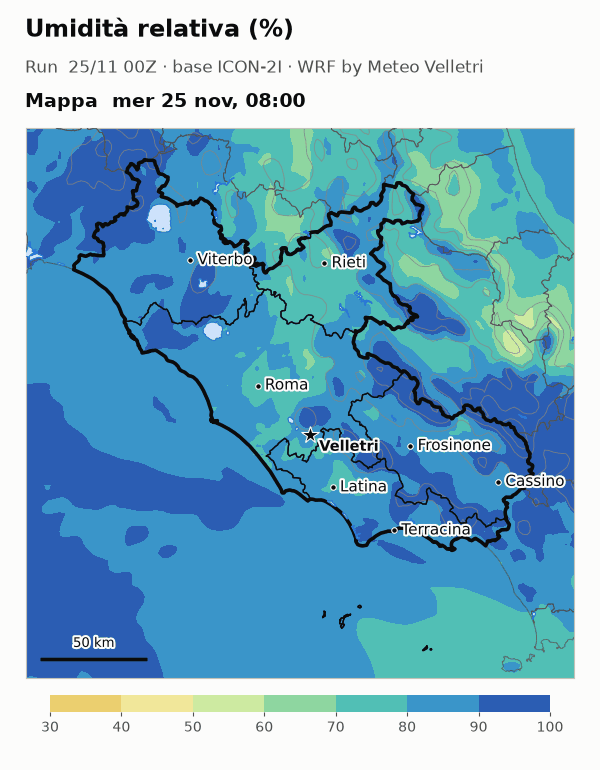 Umidità relativa (%)
Run  25/11 00Z · base ICON-2I · WRF by Meteo Velletri
Mappa  mer 25 nov, 08:00
Viterbo
Rieti
Roma
Velletri
Frosinone
Latina
Cassino
Terracina
50 km
30 40 50 60 70 80 90 100